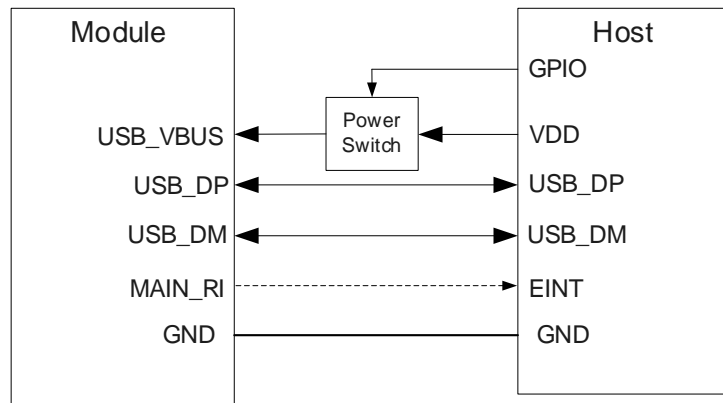 Module
Host
GPIO
Power
Switch
USB_VBUS
VDD
USB_DP
USB_DP
USB_DM
USB_DM
MAIN_RI
EINT
GND
GND